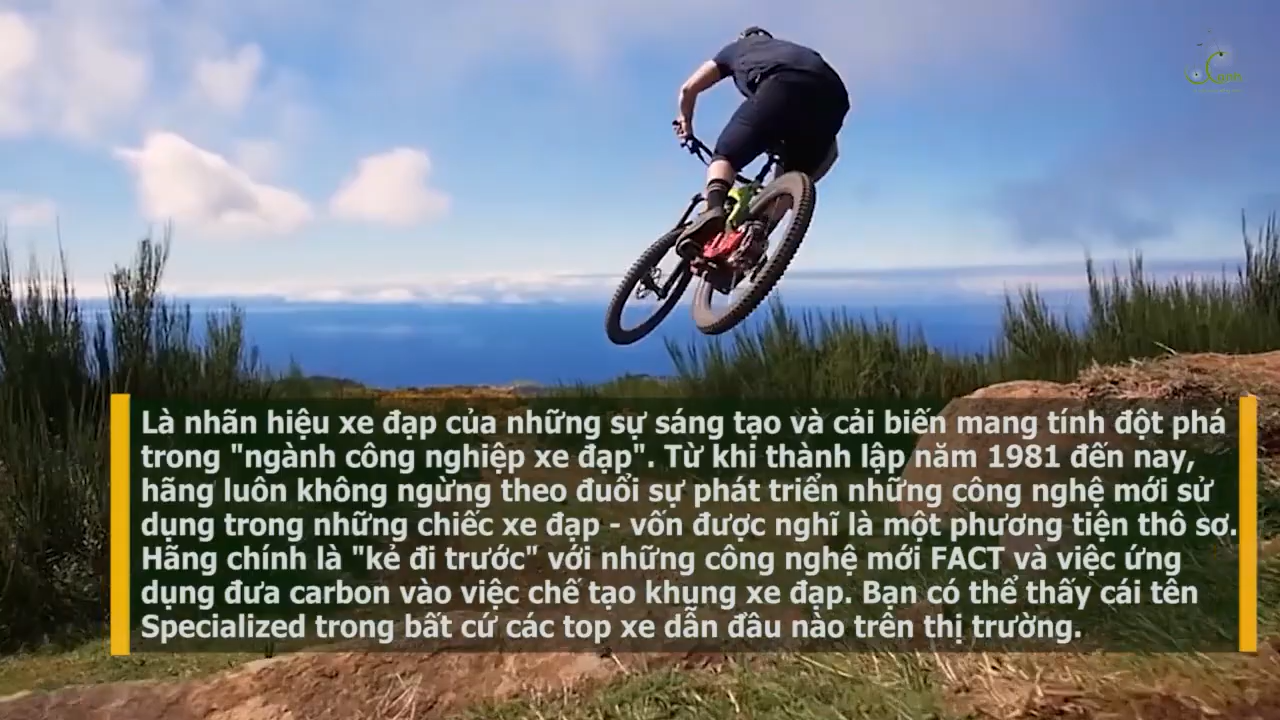 Là nhãn hiệu xe đạp của những sự sáng tạo và cải biến mang tính đột phá
trong "ngành công nghiệp xe đạp". Từ khi thành lập năm 1981 đến nay,
hãng luôn không ngừng theo đuổi sự phát triển những công nghệ mới sử
dụng trong những chiếc xe đạp - vốn được nghĩ là một phương tiện thô sơ.
Hãng chính là "kẻ đi trước" với những công nghệ mới FACT và việc ứng
dụng đưa carbon vào việc chế tạo khung xe đạp. Bạn có thể thấy cái tên
Specialized trong bất cứ các top xe dẫn đầu nào trên thị trường.